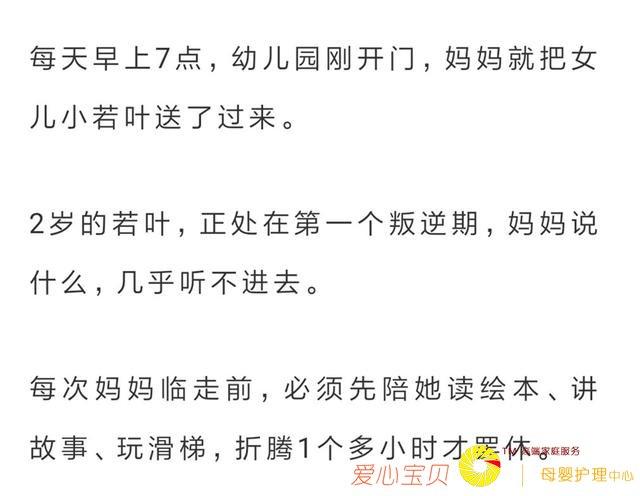 每天早上7点，幼儿园刚开门，妈妈就把女
儿小若叶送了过来。
2岁的若叶，正处在第一个叛逆期，妈妈说
什么，几乎听不进去。
每次妈妈临走前，必须先陪她读绘本、讲
故事、玩滑梯，折腾1个多小时才罢休。
TM 高端家庭服务
爱心宝贝 | 母婴护理中心